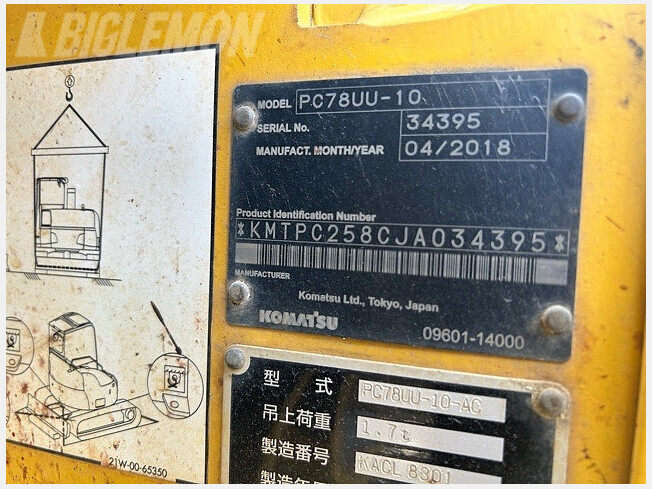 BIGLEMON
MODEL PC78UU-10
SERIAL No. 34395
MANUFACT. MONTH/YEAR 04/2018
Product Identification Number
*KMTPC258CJA034395*
MANUFACTURER
Komatsu Ltd., Tokyo, Japan
KOMATSU 09601-14000
型 式 PC78UU-10-AC
吊上荷重 1.7t
製造番号 KACL 8301
21W-00-65350